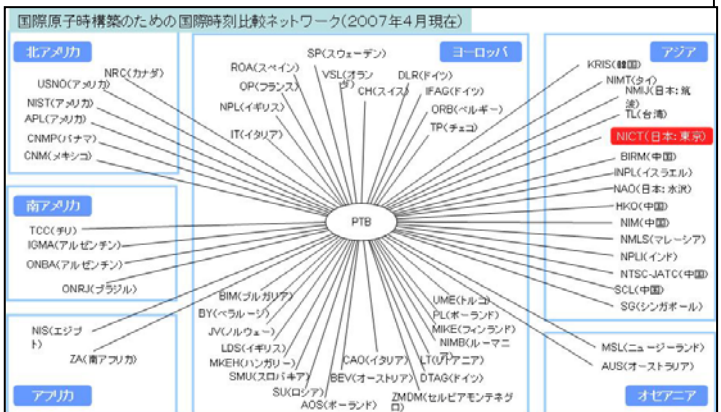 国際原子時構築のための国際時刻比較ネットワーク(2007年4月現在)
北アメリカ
NRC(カナダ)
USNO(アメリカ)
NIST(アメリカ)
APL(アメリカ)
CNMP(パナマ)
CNM(メキシコ)
ヨーロッパ
SP(スウェーデン)
ROA(スペイン)
VSL(オラン
ダ)
DLR(ドイツ)
OP(フランス)
CH(スイス)
IFAG(ドイツ)
NPL(イギリス)
ORB(ベルギー)
IT(イタリア)
TP(チェコ)
アジア
KRIS(韓国)
NIMT(タイ)
NMIJ(日本:筑
波)
TL(台湾)
NICT(日本:東京)
BIRM(中国)
INPL(イスラエル)
NAO(日本:水沢)
HKO(中国)
NIM(中国)
NMLS(マレーシア)
NPLI(インド)
NTSC-JATC(中国)
SCL(中国)
SG(シンガポール)
PTB
南アメリカ
TCC(チリ)
IGMA(アルゼンチン)
ONBA(アルゼンチン)
ONRJ(ブラジル)
NIS(エジプ
ト)
ZA(南アフリカ)
アフリカ
BIM(ブルガリア)
BY(ベラルージ)
JV(ノルウェー)
LDS(イギリス)
MKEH(ハンガリー)
SMU(スロバキア)
SU(ロシア)
AOS(ポーランド)
CAO(イタリア)
BEV(オーストリア)
UME(トルコ)
PL(ポーランド)
MIKE(フィンランド)
NIMB(ルーマニ
LT(リトアニア)
DTAG(ドイツ)
ZMDM(セルビアモンテネグ
ロ)
MSL(ニュージーランド)
AUS(オーストラリア)
オセアニア